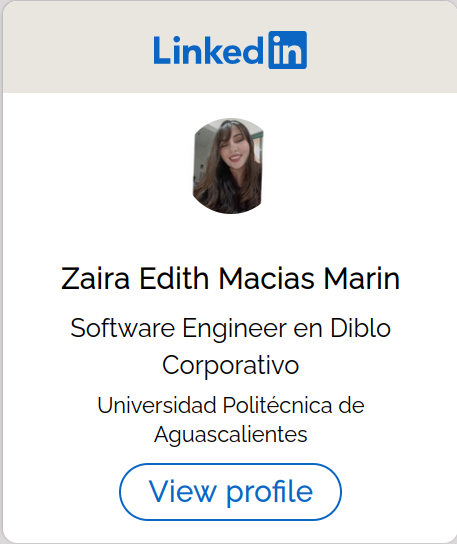 Linkedin
Zaira Edith Macias Marin
Software Engineer en Diblo
Corporativo
Universidad Politécnica de
Aguascalientes
View profile